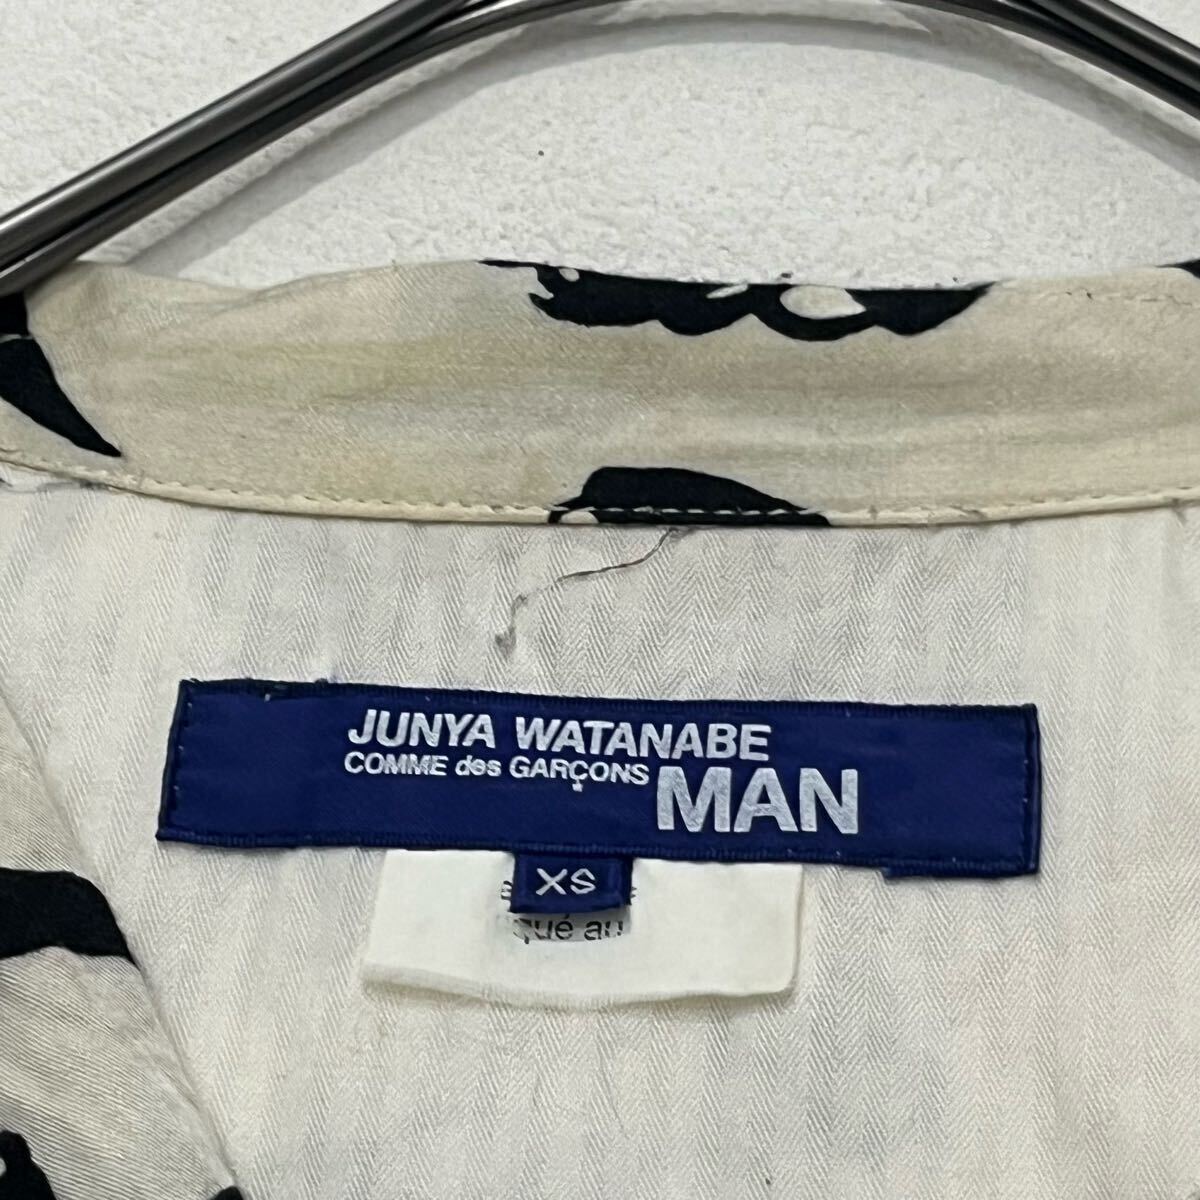 JUNYA WATANABE
COMME des GARÇONS MAN
XS
qué au